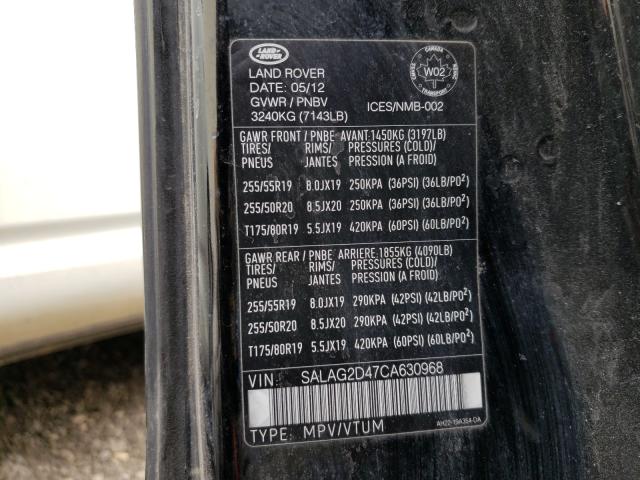 LAND ROVER
LAND ROVER
DATE: 05/12
GVWR / PNBV
3240KG (7143LB)
ICES/NMB-002
CANADA
W02
GAWR FRONT / PNBE AVANT:1450KG (3197LB)
TIRES/ RIMS/ PRESSURES (COLD)/
PNEUS JANTES PRESSION (A FROID)
255/55R19 8.0JX19 250KPA (36PSI) (36LB/PO²)
255/50R20 8.5JX20 250KPA (36PSI) (36LB/PO²)
T175/80R19 5.5JX19 420KPA (60PSI) (60LB/PO²)
GAWR REAR / PNBE ARRIERE:1855KG (4090LB)
TIRES/ RIMS/ PRESSURES (COLD)/
PNEUS JANTES PRESSION (A FROID)
255/55R19 8.0JX19 290KPA (42PSI) (42LB/PO²)
255/50R20 8.5JX20 290KPA (42PSI) (42LB/PO²)
T175/80R19 5.5JX19 420KPA (60PSI) (60LB/PO²)
VIN: SALAG2D47CA630968
TYPE: MPV/VTUM
AH22-19A354-DA